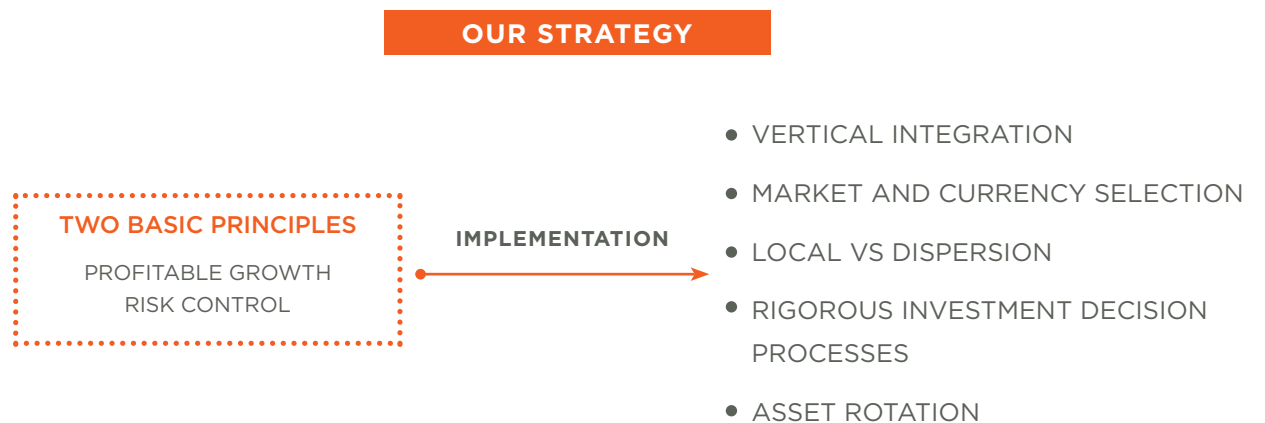 OUR STRATEGY
TWO BASIC PRINCIPLES
PROFITABLE GROWTH
RISK CONTROL
IMPLEMENTATION
VERTICAL INTEGRATION
MARKET AND CURRENCY SELECTION
LOCAL VS DISPERSION
RIGOROUS INVESTMENT DECISION
PROCESSES
ASSET ROTATION